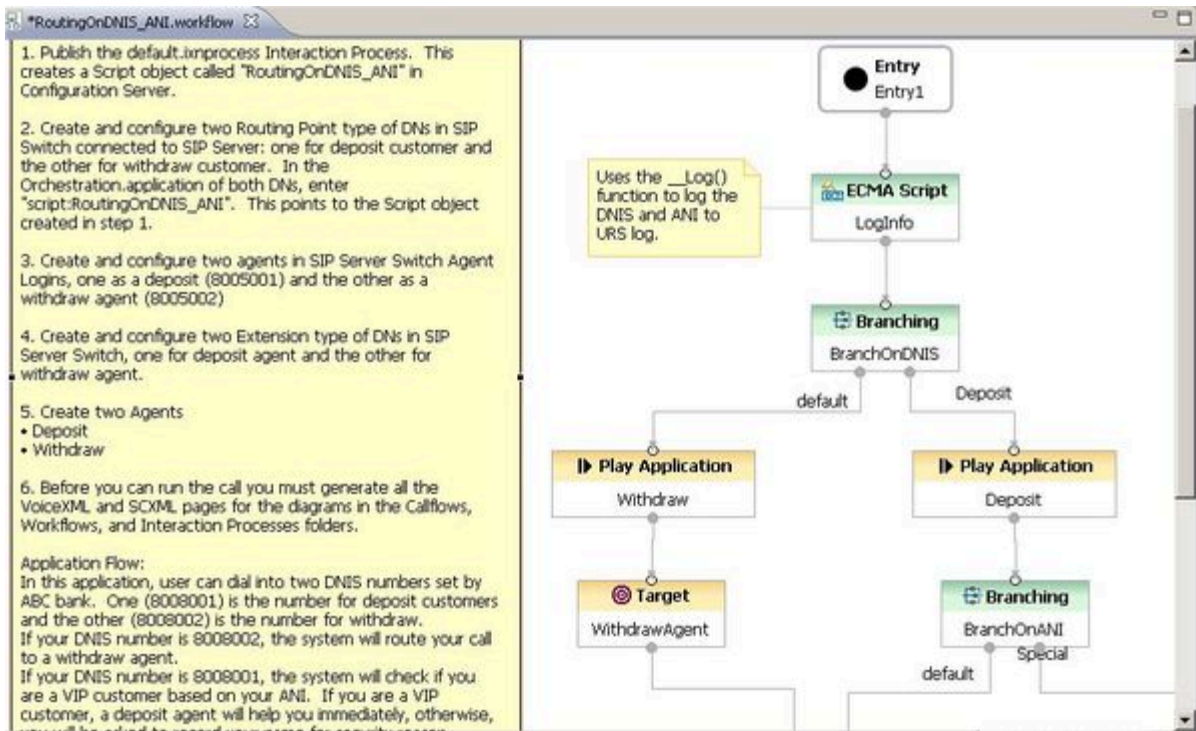 *RoutingOnDNIS_ANI.workflow
1. Publish the default.ixnprocess Interaction Process. This
creates a Script object called "RoutingOnDNIS_ANI" in
Configuration Server.
2. Create and configure two Routing Point type of DNs in SIP
Switch connected to SIP Server: one for deposit customer and
the other for withdraw customer. In the
Orchestration.application of both DNs, enter
"script:RoutingOnDNIS_ANI". This points to the Script object
created in step 1.
3. Create and configure two agents in SIP Server Switch Agent
Logins, one as a deposit (8005001) and the other as a
withdraw agent (8005002)
4. Create and configure two Extension type of DNs in SIP
Server Switch, one for deposit agent and the other for
withdraw agent.
5. Create two Agents
• Deposit
• Withdraw
6. Before you can run the call you must generate all the
VoiceXML and SCXML pages for the diagrams in the Callflows,
Workflows, and Interaction Processes folders.
Application Flow:
In this application, user can dial into two DNIS numbers set by
ABC bank. One (8008001) is the number for deposit customers
and the other (8008002) is the number for withdraw.
If your DNIS number is 8008002, the system will route your call
to a withdraw agent.
If your DNIS number is 8008001, the system will check if you
are a VIP customer based on your ANI. If you are a VIP
customer, a deposit agent will help you immediately, otherwise,
you will be asked to record your name for security reason
Entry
Entry1
Uses the __Log()
function to log the
DNIS and ANI to
URS log.
ECMA Script
LogInfo
Branching
BranchOnDNIS
default
Deposit
Play Application
Withdraw
Play Application
Deposit
Target
WithdrawAgent
Branching
BranchOnANI
Special
default